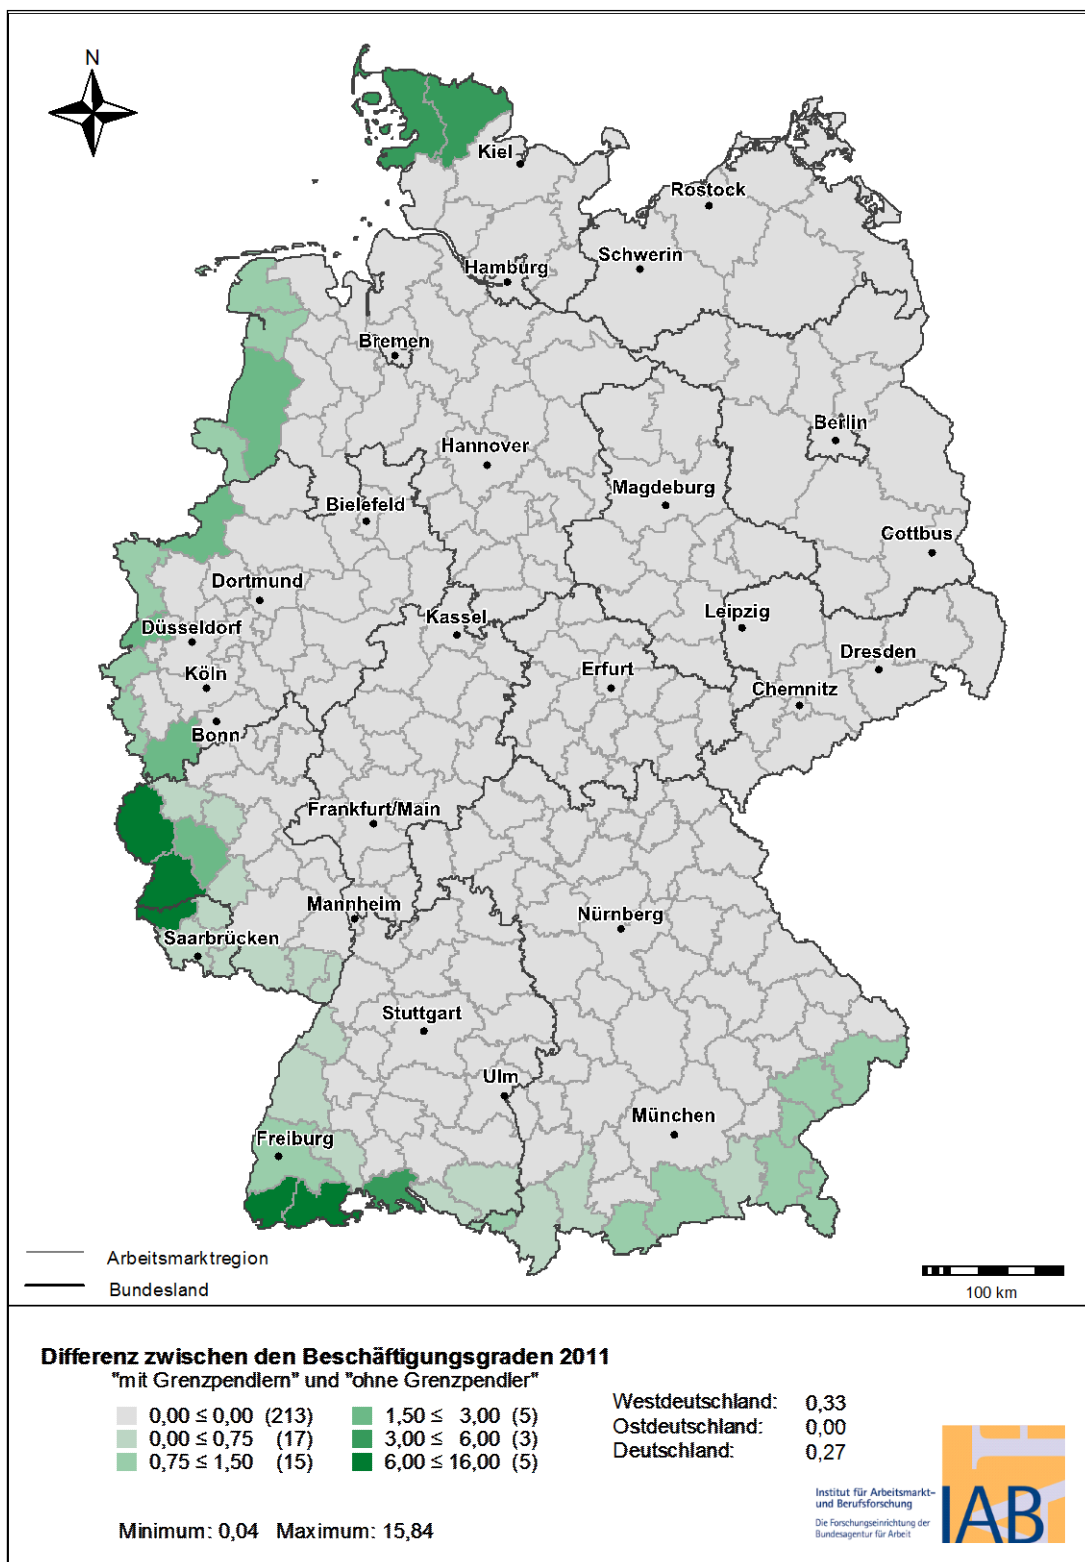 N
Kiel
Rostock
Schwerin
Hamburg
Bremen
Berlin
Hannover
Magdeburg
Bielefeld
Cottbus
Dortmund
Kassel
Leipzig
Düsseldorf
Dresden
Erfurt
Köln
Chemnitz
Bonn
Frankfurt/Main
Mannheim
Nürnberg
Saarbrücken
Stuttgart
Ulm
München
Freiburg
Arbeitsmarktregion
Bundesland
100 km
Differenz zwischen den Beschäftigungsgraden 2011
"mit Grenzpendlern" und "ohne Grenzpendler"
0,00 ≤ 0,00 (213) 1,50 ≤ 3,00 (5)
0,00 ≤ 0,75 (17) 3,00 ≤ 6,00 (3)
0,75 ≤ 1,50 (15) 6,00 ≤ 16,00 (5)
Westdeutschland: 0,33
Ostdeutschland: 0,00
Deutschland: 0,27
Minimum: 0,04 Maximum: 15,84
Institut für Arbeitsmarkt-
und Berufsforschung
Die Forschungseinrichtung der
Bundesagentur für Arbeit
IAB